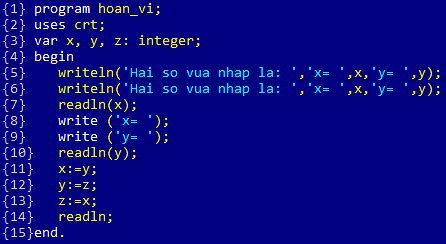 {1} program hoan_vi;
{2} uses crt;
{3} var x, y, z: integer;
{4} begin
{5} writeln('Hai so vua nhap la: ','x= ',x,'y= ',y);
{6} writeln('Hai so vua nhap la: ','x= ',x,'y= ',y);
{7} readln(x);
{8} write ('x= ');
{9} write ('y= ');
{10} readln(y);
{11} x:=y;
{12} y:=z;
{13} z:=x;
{14} readln;
{15}end.